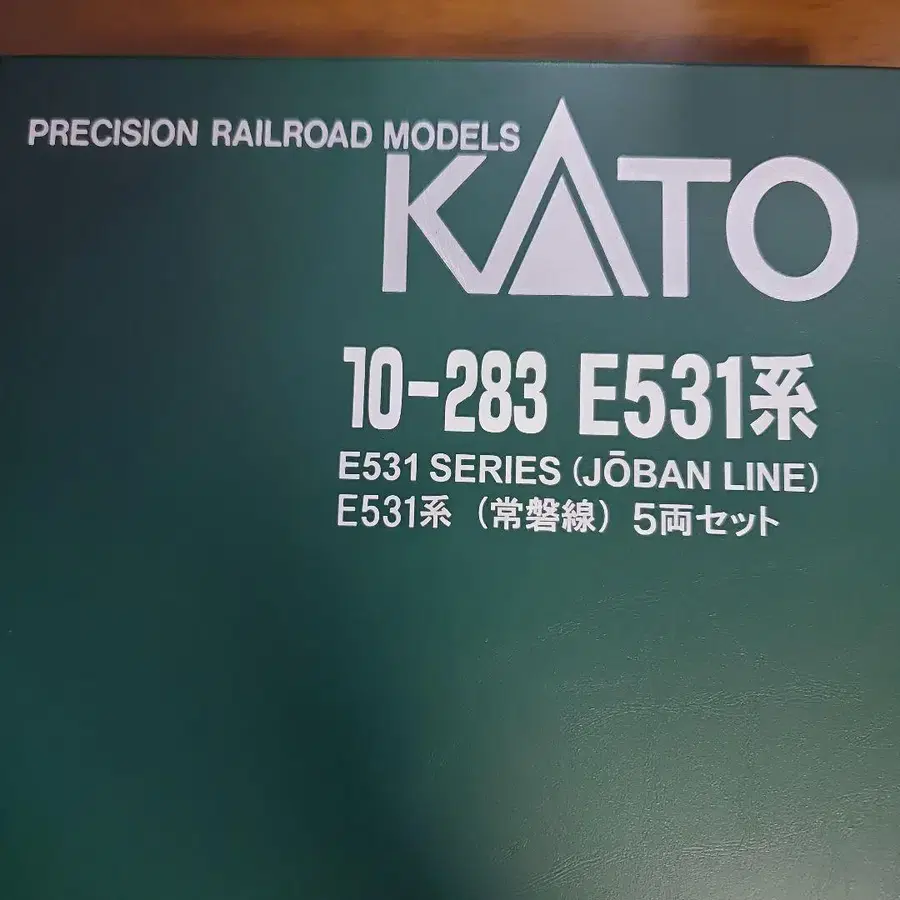 PRECISION RAILROAD MODELS
KATO
10-283 E531系
E531 SERIES (JŌBAN LINE)
E531系 (常磐線) 5両セット